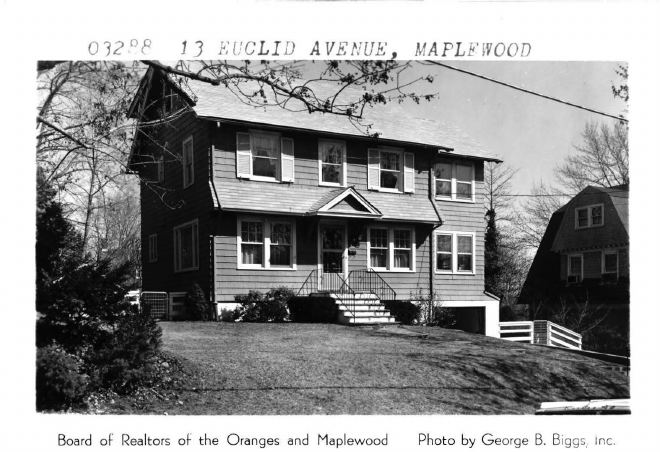 03288 13 EUCLID AVENUE, MAPLEWOOD
Board of Realtors of the Oranges and Maplewood Photo by George B. Biggs, Inc.